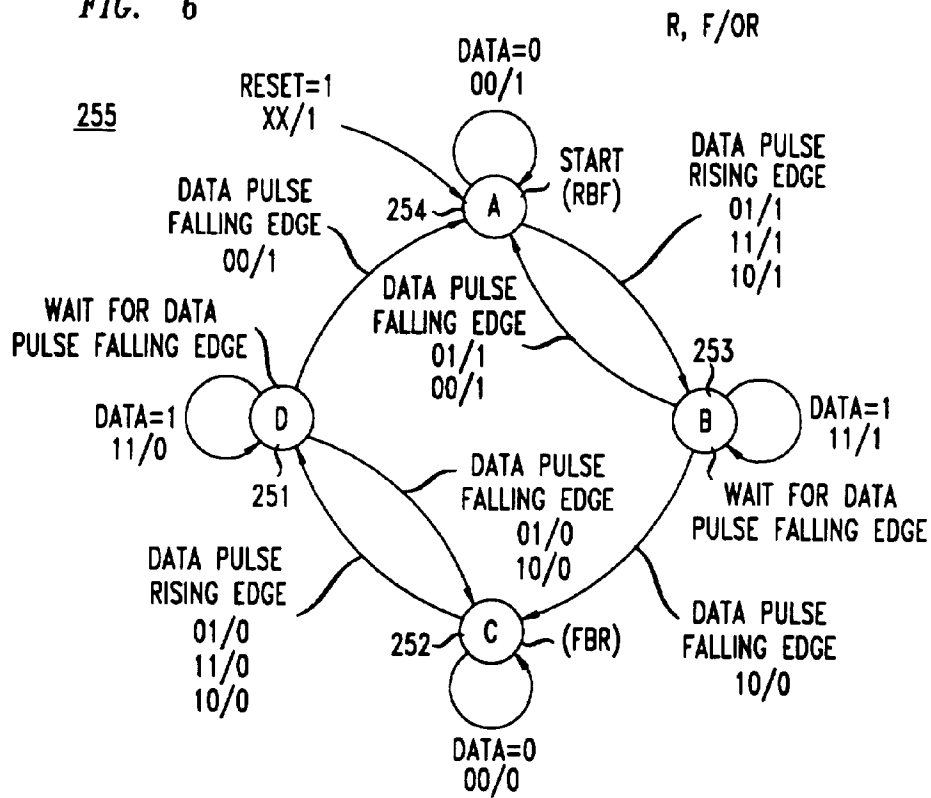 FIG. 6
R, F/OR
255
RESET=1
XX/1
DATA=0
00/1
START
(RBF)
254
A
DATA PULSE
RISING EDGE
01/1
11/1
10/1
DATA PULSE
FALLING EDGE
00/1
DATA PULSE
FALLING EDGE
01/1
00/1
WAIT FOR DATA
PULSE FALLING EDGE
253
B
DATA=1
11/1
WAIT FOR DATA
PULSE FALLING EDGE
DATA=1
11/0
D
251
DATA PULSE
FALLING EDGE
01/0
10/0
DATA PULSE
RISING EDGE
01/0
11/0
10/0
252
C
(FBR)
DATA PULSE
FALLING EDGE
10/0
DATA=0
00/0